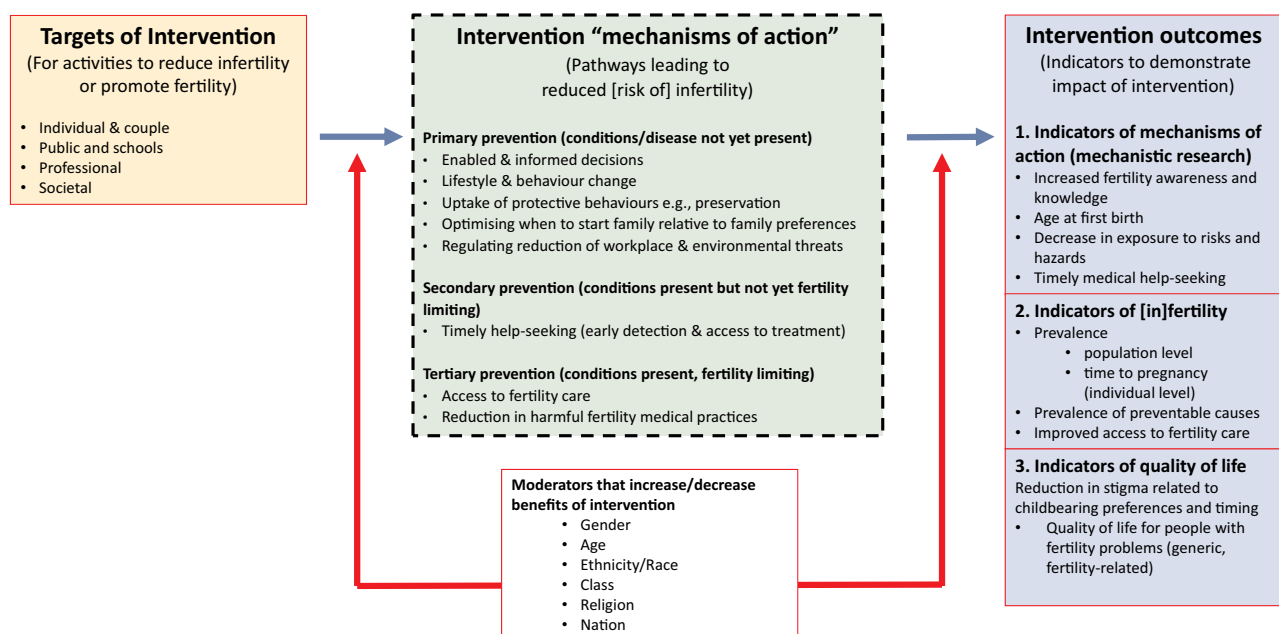 Targets of Intervention
(For activities to reduce infertility
or promote fertility)
• Individual & couple
• Public and schools
• Professional
• Societal
Intervention “mechanisms of action”
(Pathways leading to
reduced [risk of] infertility)
Primary prevention (conditions/disease not yet present)
• Enabled & informed decisions
• Lifestyle & behaviour change
• Uptake of protective behaviours e.g., preservation
• Optimising when to start family relative to family preferences
• Regulating reduction of workplace & environmental threats
Secondary prevention (conditions present but not yet fertility
limiting)
• Timely help-seeking (early detection & access to treatment)
Tertiary prevention (conditions present, fertility limiting)
• Access to fertility care
• Reduction in harmful fertility medical practices
Moderators that increase/decrease
benefits of intervention
• Gender
• Age
• Ethnicity/Race
• Class
• Religion
• Nation
Intervention outcomes
(Indicators to demonstrate
impact of intervention)
1. Indicators of mechanisms of
action (mechanistic research)
• Increased fertility awareness and
knowledge
• Age at first birth
• Decrease in exposure to risks and
hazards
• Timely medical help-seeking
2. Indicators of [in]fertility
• Prevalence
• population level
• time to pregnancy
(individual level)
• Prevalence of preventable causes
• Improved access to fertility care
3. Indicators of quality of life
Reduction in stigma related to
childbearing preferences and timing
• Quality of life for people with
fertility problems (generic,
fertility-related)